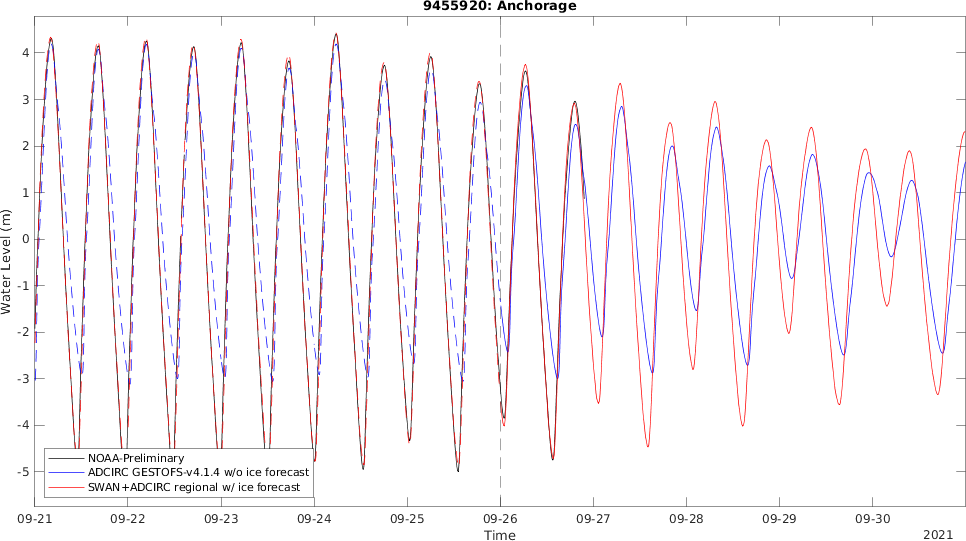 9455920: Anchorage
Water Level (m)
4
3
2
1
0
-1
-2
-3
-4
-5
NOAA-Preliminary
ADCIRC GESTOFS-v4.1.4 w/o ice forecast
SWAN+ADCIRC regional w/ ice forecast
09-21 09-22 09-23 09-24 09-25 09-26 09-27 09-28 09-29 09-30
Time
2021